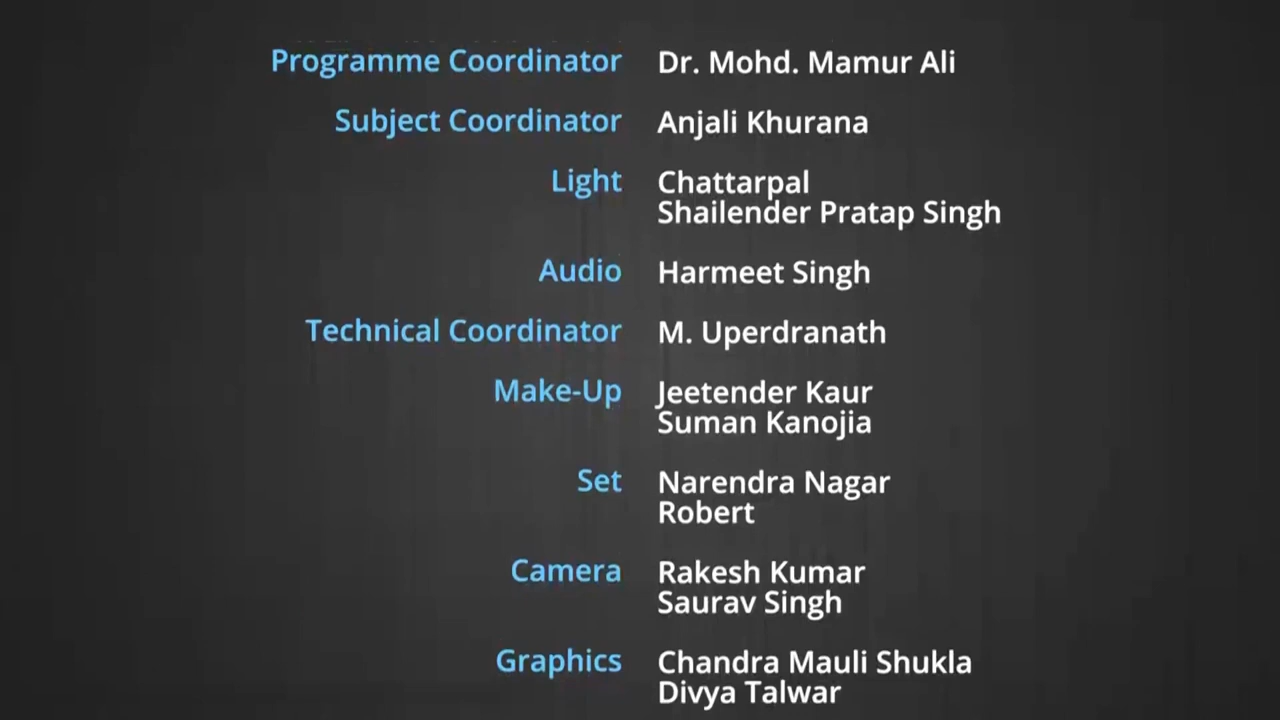 Programme Coordinator Dr. Mohd. Mamur Ali
Subject Coordinator Anjali Khurana
Light Chattarpal
Shailender Pratap Singh
Audio Harmeet Singh
Technical Coordinator M. Uperdranath
Make-Up Jeetender Kaur
Suman Kanojia
Set Narendra Nagar
Robert
Camera Rakesh Kumar
Saurav Singh
Graphics Chandra Mauli Shukla
Divya Talwar